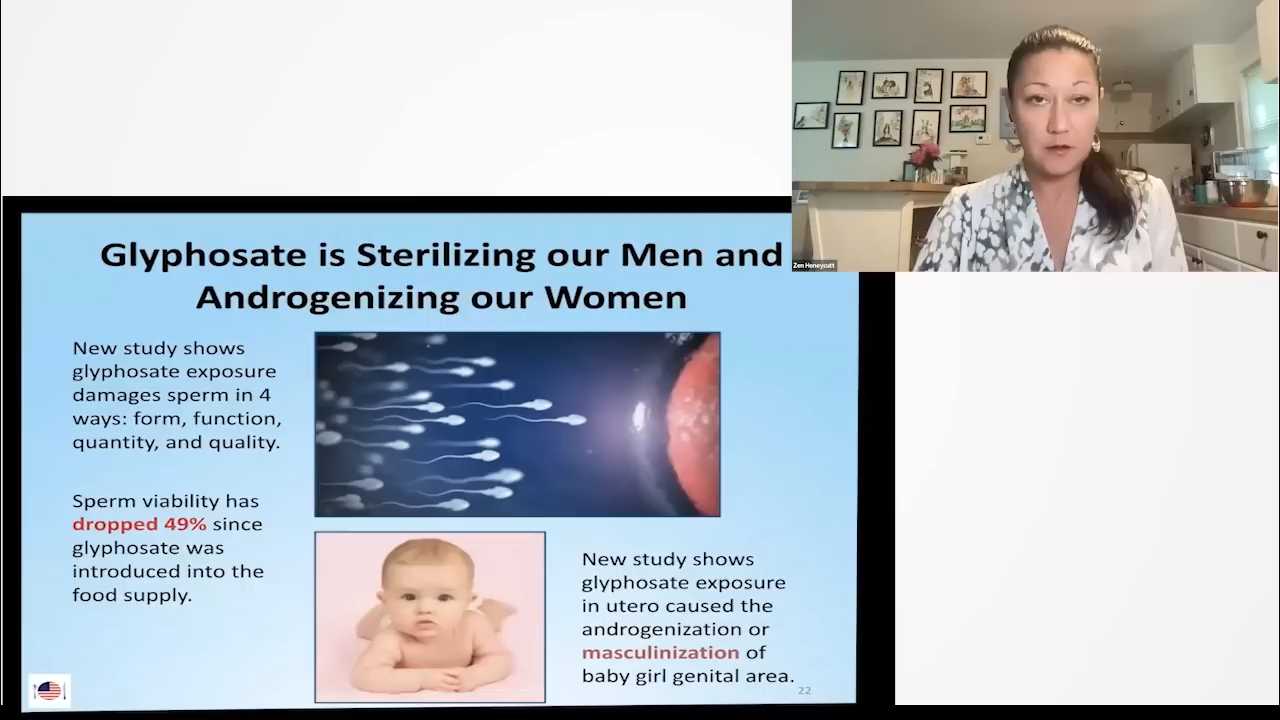 Zen Honeycutt
Glyphosate is Sterilizing our Men and
Androgenizing our Women
New study shows
glyphosate exposure
damages sperm in 4
ways: form, function,
quantity, and quality.
Sperm viability has
dropped 49% since
glyphosate was
introduced into the
food supply.
New study shows
glyphosate exposure
in utero caused the
androgenization or
masculinization of
baby girl genital area.
22